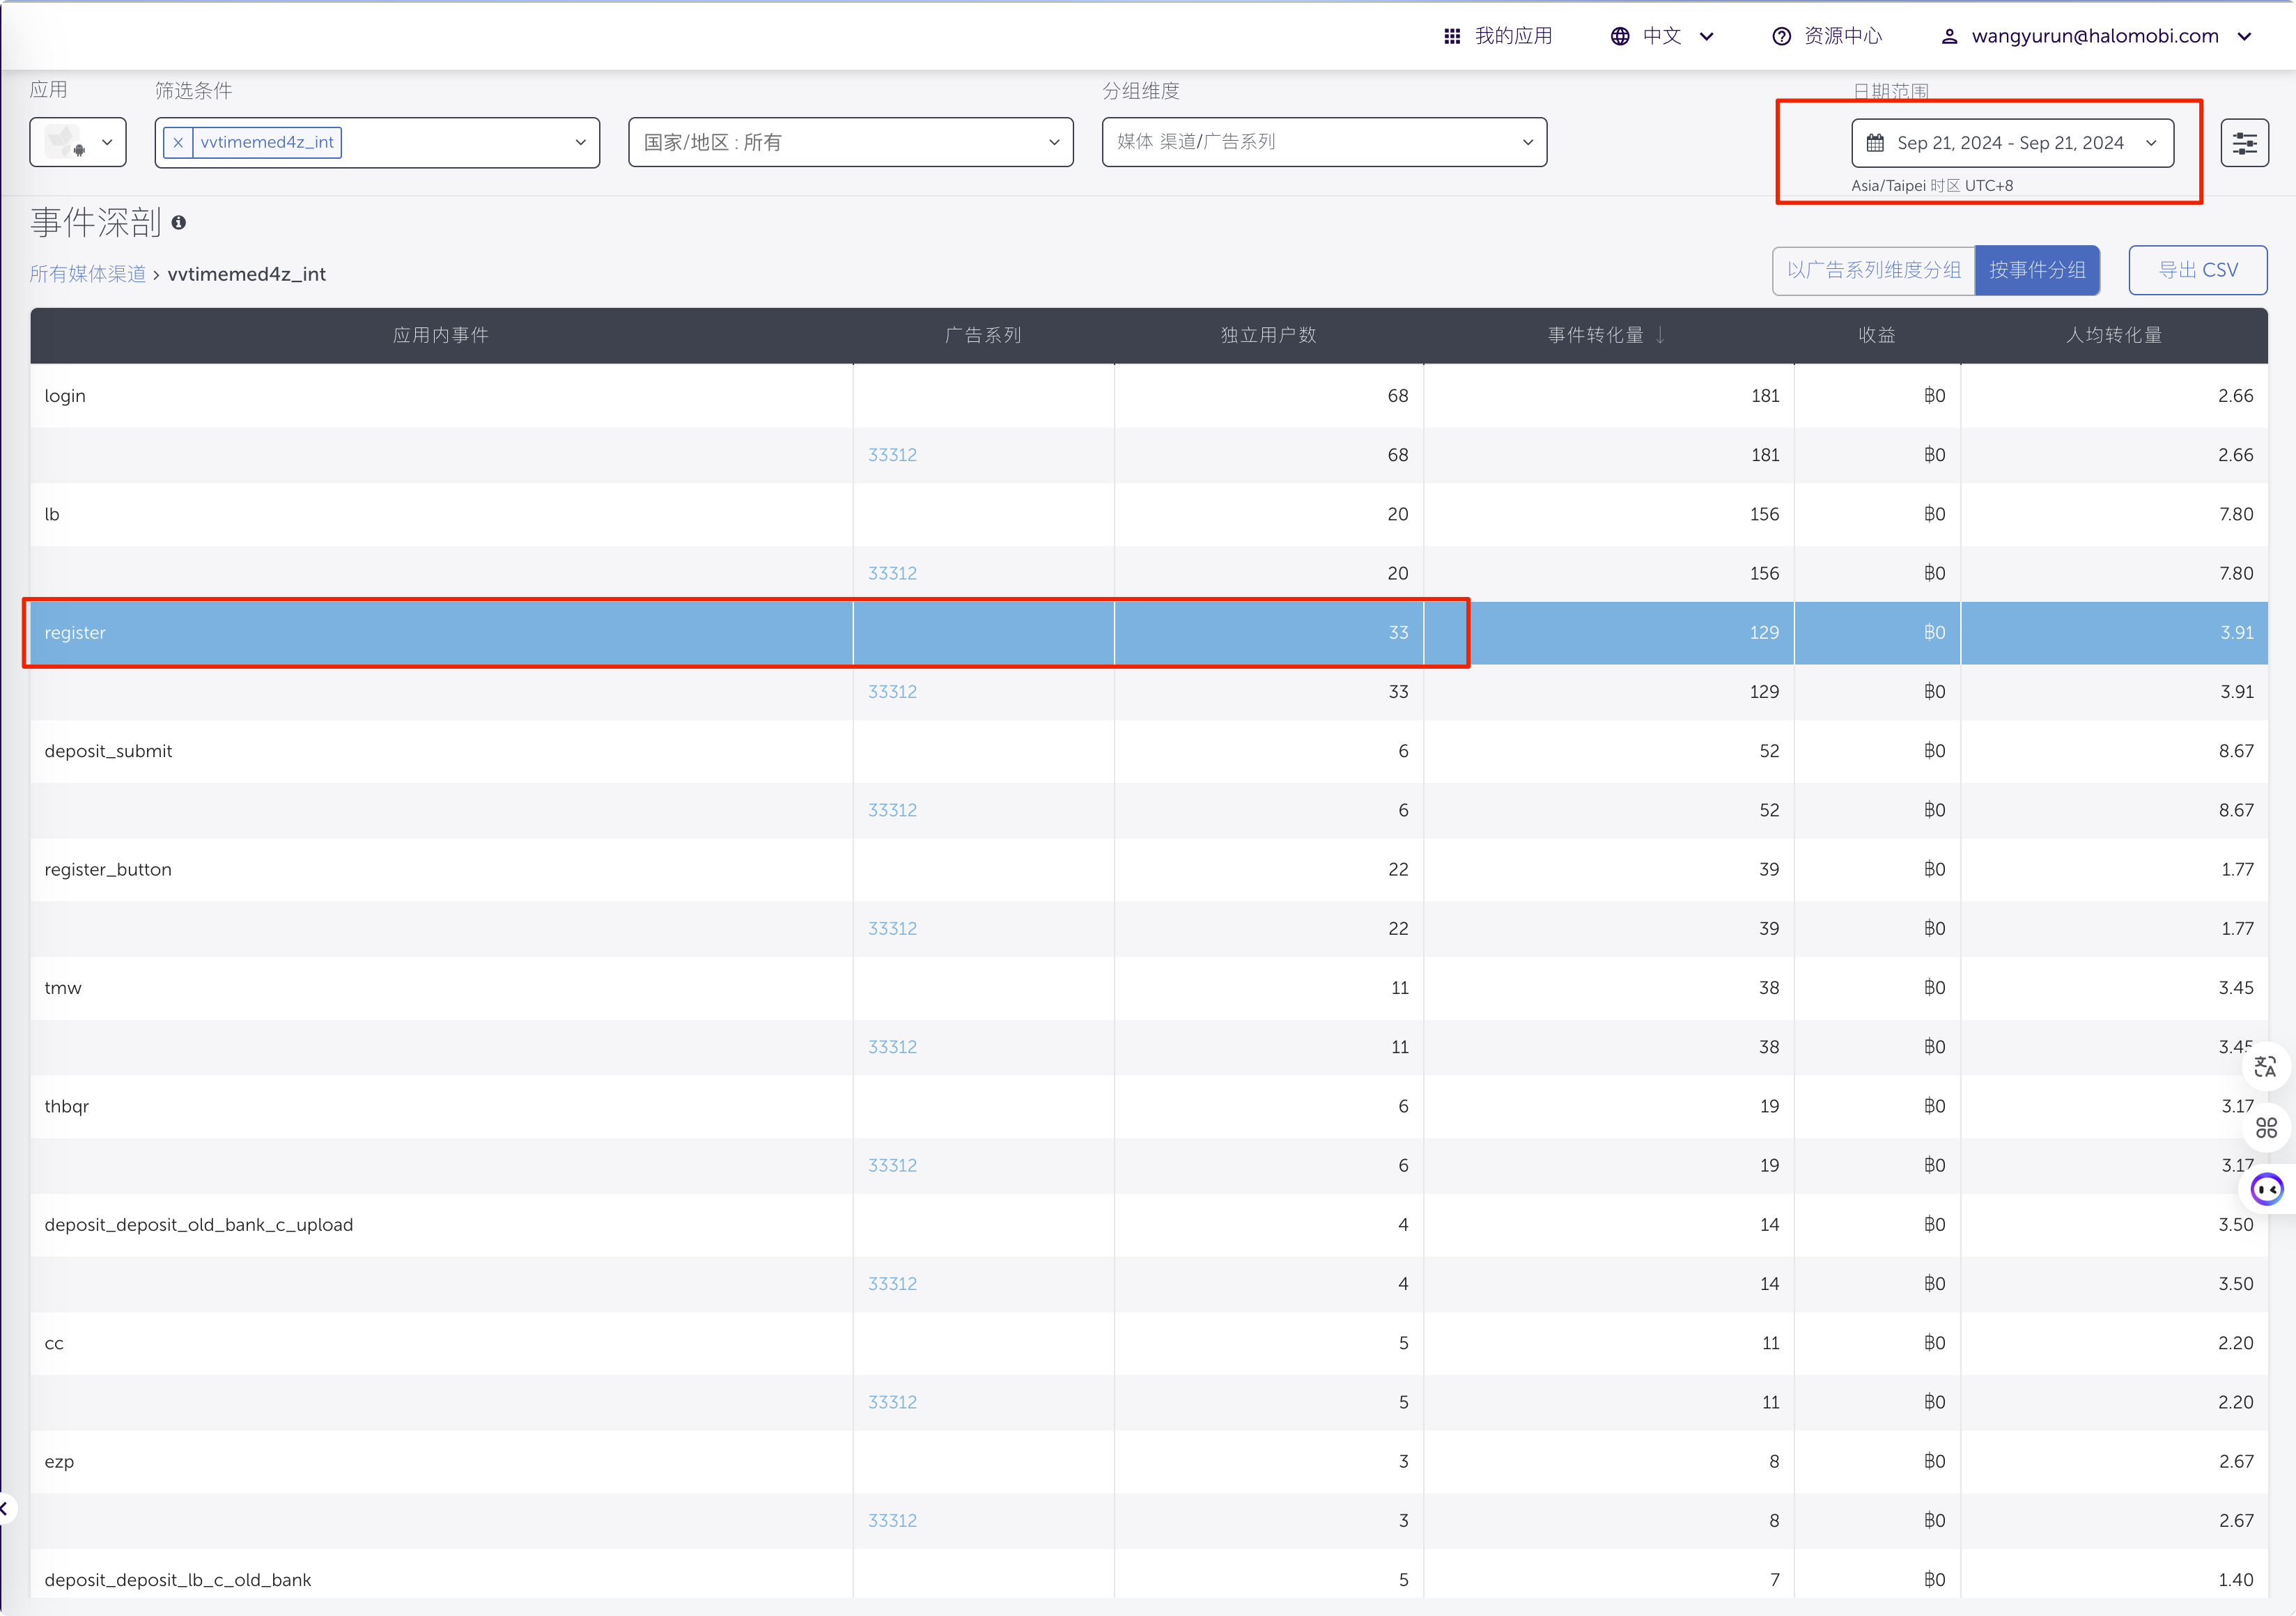 我的应用 中文 资源中心 wangyurun@halomobi.com
应用 筛选条件 分组维度 日期范围
× vvtimemed4z_int 国家/地区 : 所有 媒体 渠道/广告系列 Sep 21, 2024 - Sep 21, 2024
Asia/Taipei 时区 UTC+8
事件深剖
所有媒体渠道 › vvtimemed4z_int 以广告系列维度分组 按事件分组 导出 CSV
应用内事件 广告系列 独立用户数 事件转化量 ↓ 收益 人均转化量
login 68 181 ฿0 2.66
33312 68 181 ฿0 2.66
lb 20 156 ฿0 7.80
33312 20 156 ฿0 7.80
register 33 129 ฿0 3.91
33312 33 129 ฿0 3.91
deposit_submit 6 52 ฿0 8.67
33312 6 52 ฿0 8.67
register_button 22 39 ฿0 1.77
33312 22 39 ฿0 1.77
tmw 11 38 ฿0 3.45
33312 11 38 ฿0 3.45
thbqr 6 19 ฿0 3.17
33312 6 19 ฿0 3.17
deposit_deposit_old_bank_c_upload 4 14 ฿0 3.50
33312 4 14 ฿0 3.50
cc 5 11 ฿0 2.20
33312 5 11 ฿0 2.20
ezp 3 8 ฿0 2.67
33312 3 8 ฿0 2.67
deposit_deposit_lb_c_old_bank 5 7 ฿0 1.40